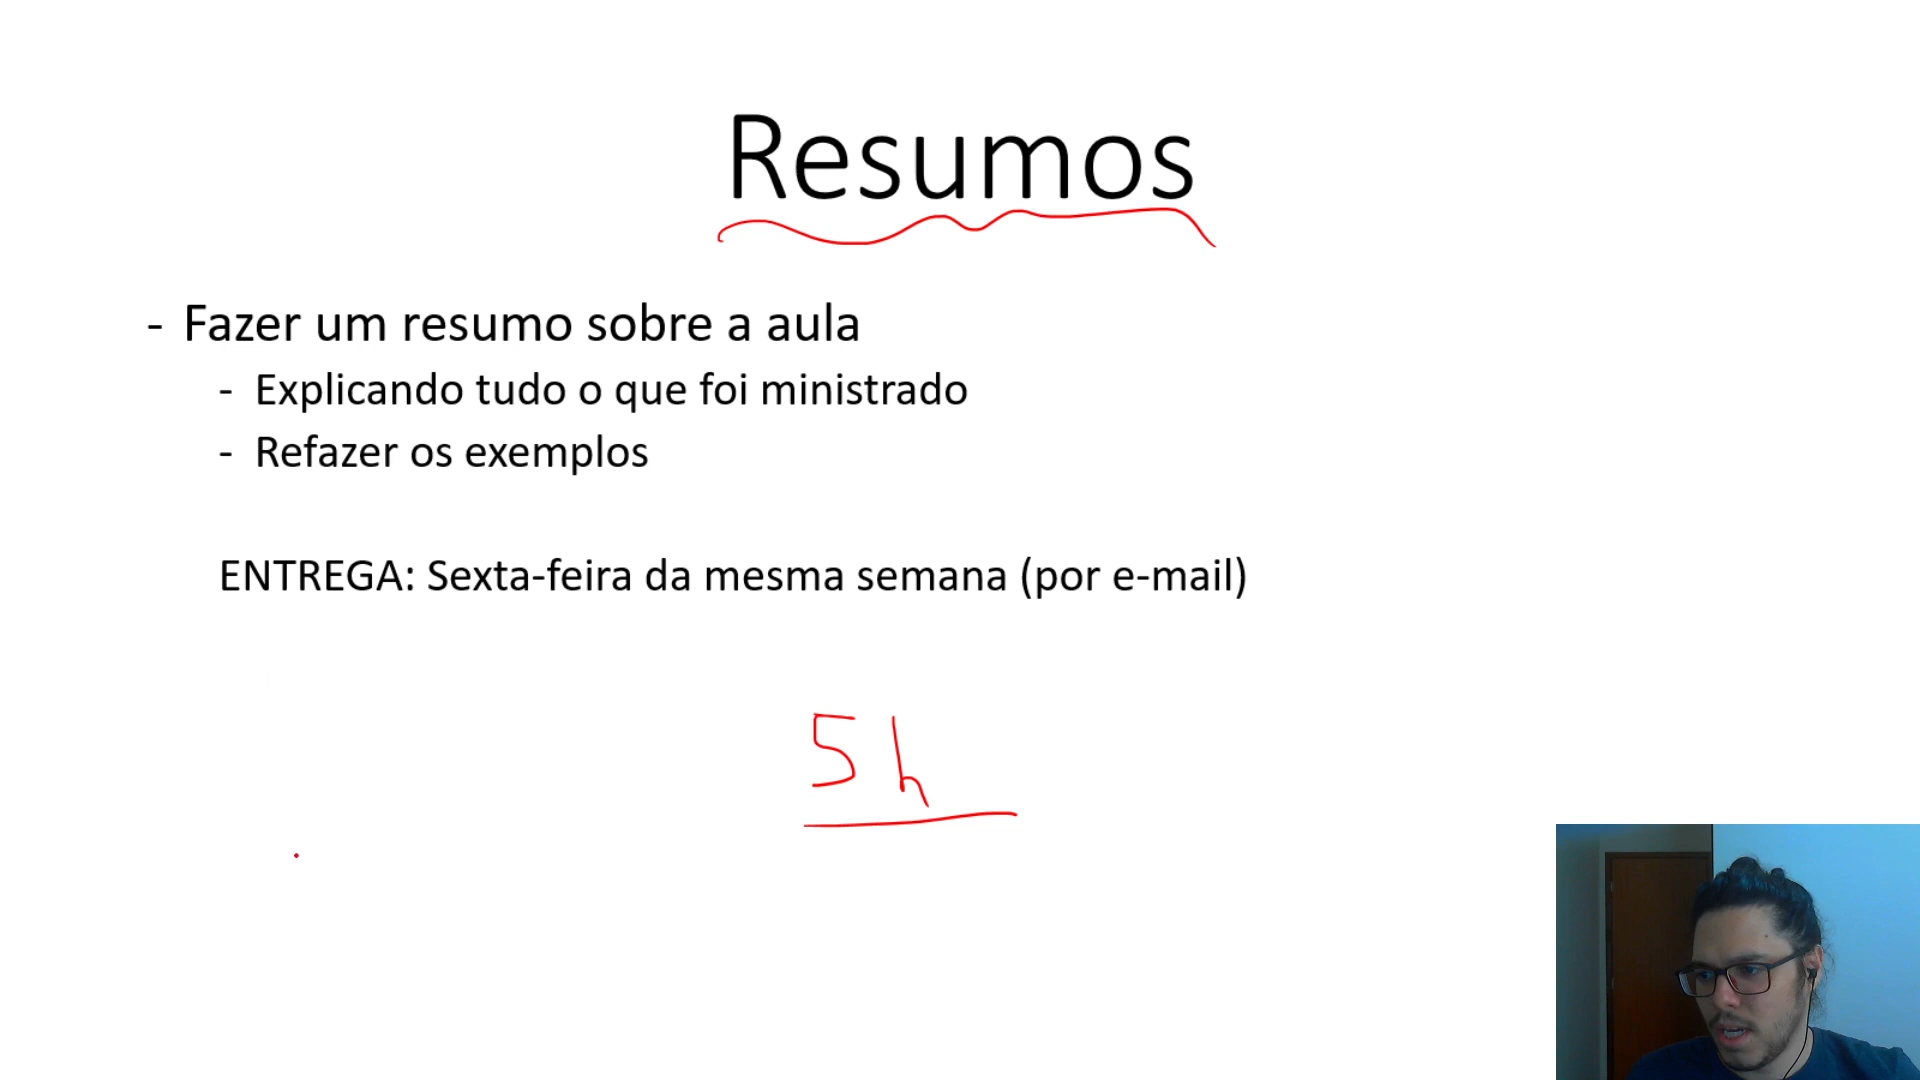 Resumos
- Fazer um resumo sobre a aula
- Explicando tudo o que foi ministrado
- Refazer os exemplos
ENTREGA: Sexta-feira da mesma semana (por e-mail)
5 h